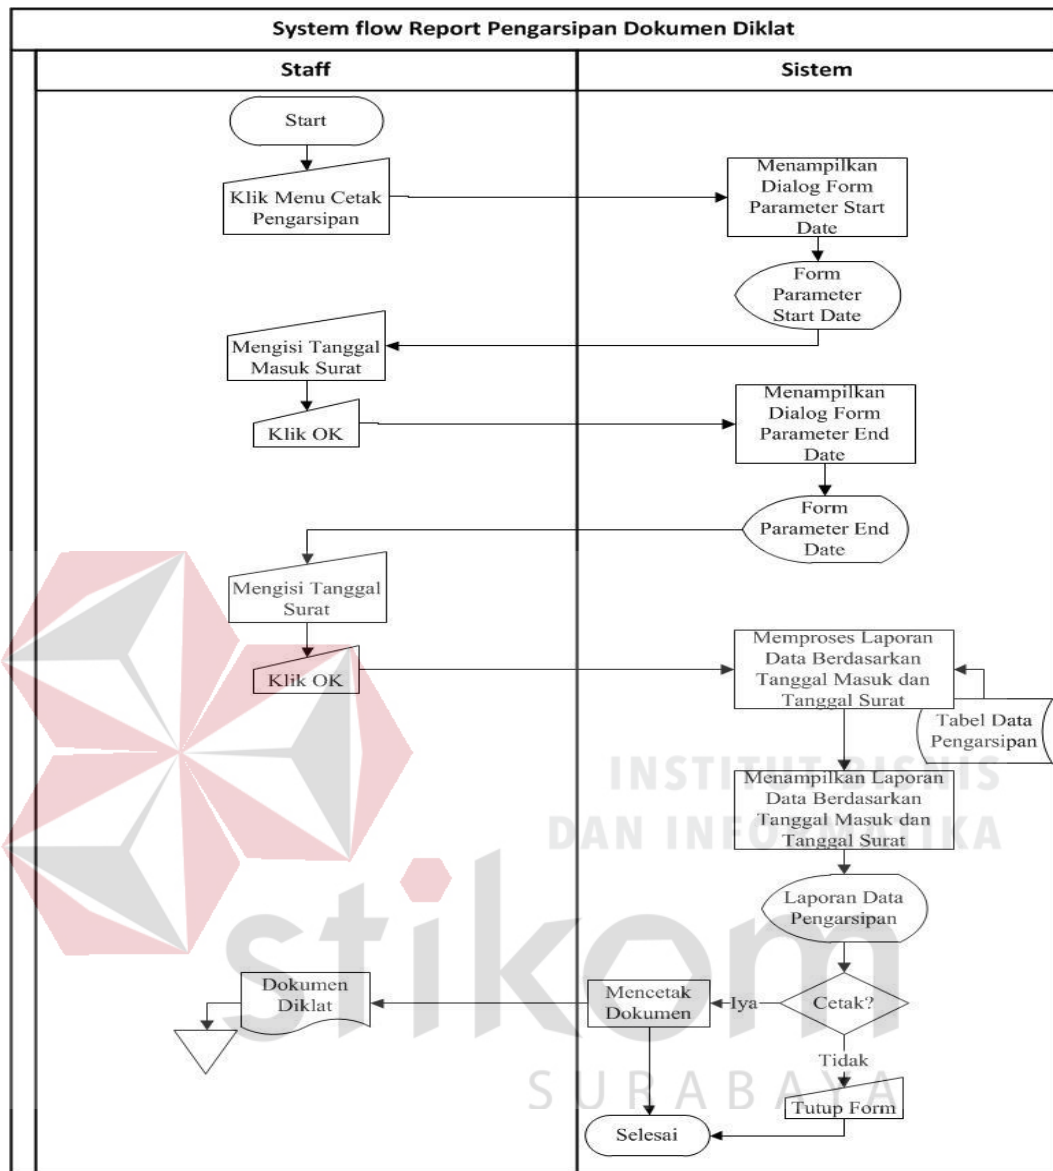 System flow Report Pengarsipan Dokumen Diklat
Staff
Sistem
Start
Klik Menu Cetak
Pengarsipan
Menampilkan
Dialog Form
Parameter Start
Date
Form
Parameter
Start Date
Mengisi Tanggal
Masuk Surat
Klik OK
Menampilkan
Dialog Form
Parameter End
Date
Form
Parameter End
Date
Mengisi Tanggal
Surat
Klik OK
Memproses Laporan
Data Berdasarkan
Tanggal Masuk dan
Tanggal Surat
Tabel Data
Pengarsipan
INSTITUT BISNIS
DAN INFORMATIKA
Menampilkan Laporan
Data Berdasarkan
Tanggal Masuk dan
Tanggal Surat
Laporan Data
Pengarsipan
stikom
SURABAYA
Cetak?
Iya
Mencetak
Dokumen
Dokumen
Diklat
Tidak
Tutup Form
Selesai